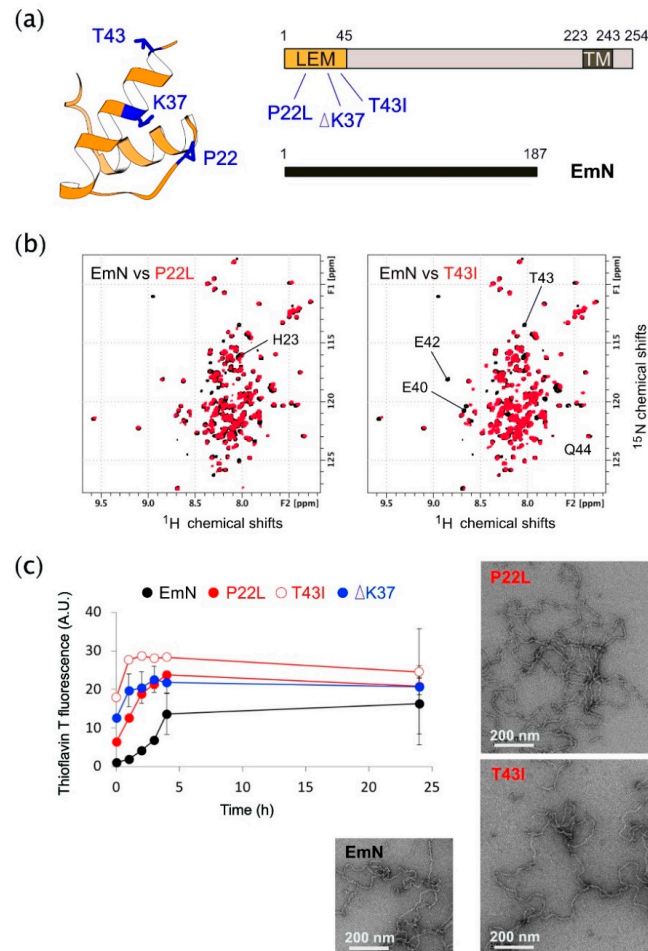 (a)
T43
K37
P22
1 45 223 243 254
LEM TM
P22L
△K37
T43I
1 187
EmN
(b)
EmN vs P22L
H23
9.5 9.0 8.5 8.0 F2 [ppm]
115
120
125
F1 [ppm]
¹H chemical shifts
EmN vs T43I
T43
E42
E40
Q44
9.5 9.0 8.5 8.0 F2 [ppm]
115
120
125
F1 [ppm]
¹H chemical shifts
¹⁵N chemical shifts
(c)
EmN P22L T43I △K37
Thioflavin T fluorescence (A.U.)
40
30
20
10
0
0 5 10 15 20 25
Time (h)
EmN
200 nm
P22L
200 nm
T43I
200 nm